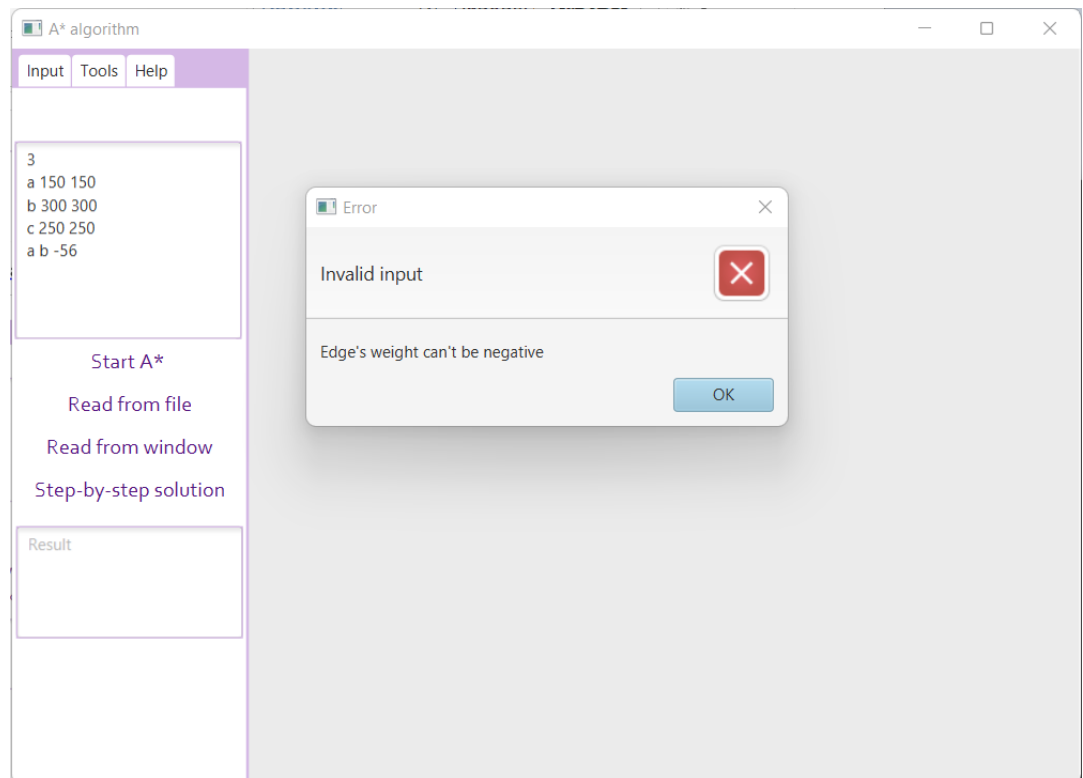 A* algorithm
Input Tools Help
3
a 150 150
b 300 300
c 250 250
a b -56
Start A*
Read from file
Read from window
Step-by-step solution
Result
Error
Invalid input
Edge's weight can't be negative
OK